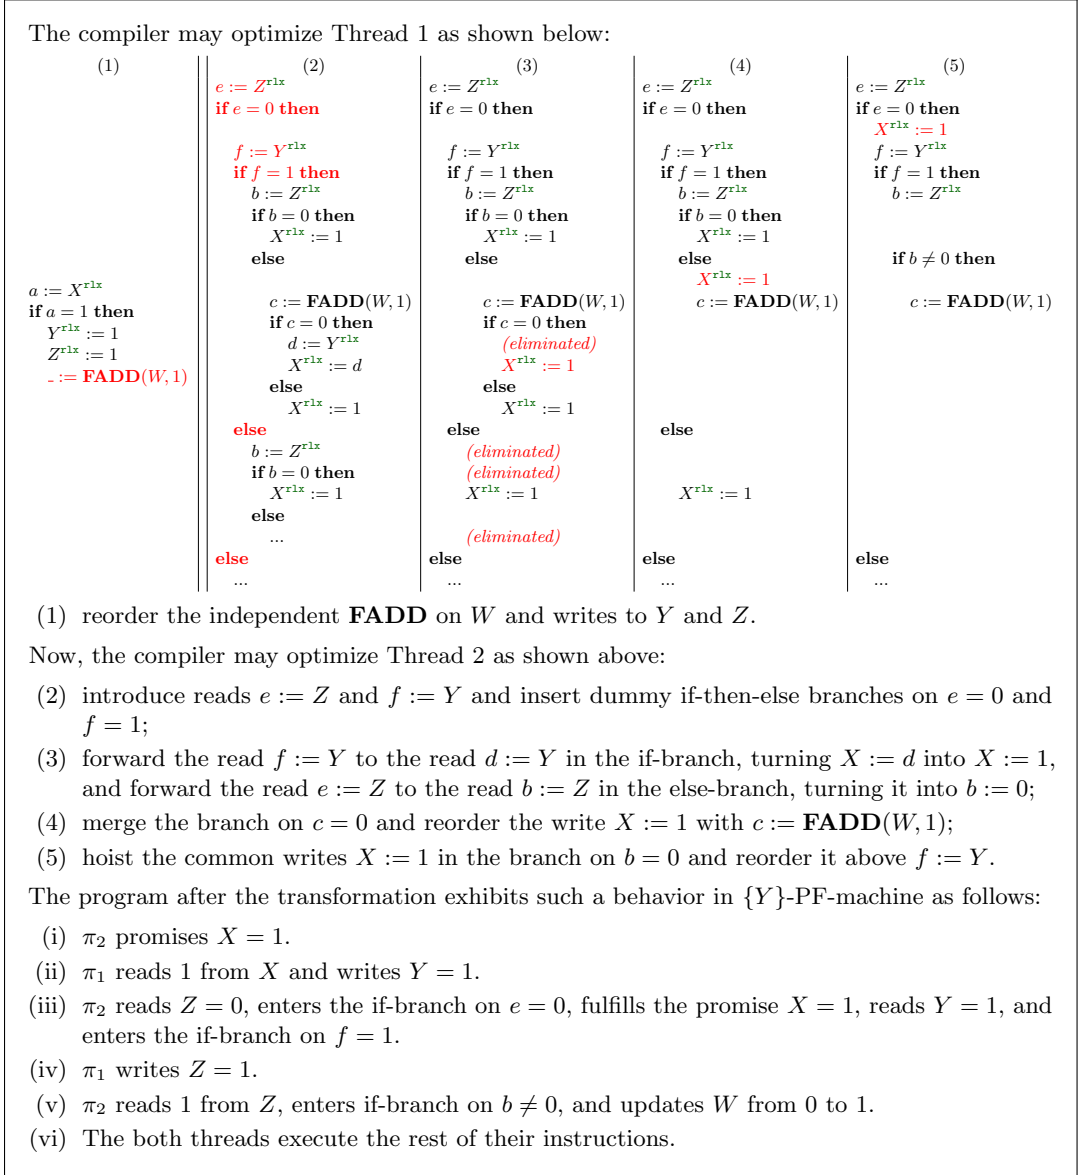 The compiler may optimize Thread 1 as shown below:
(1)
a := X^rlx
if a = 1 then
Y^rlx := 1
Z^rlx := 1
_ := FADD(W, 1)
(2)
e := Z^rlx
if e = 0 then
f := Y^rlx
if f = 1 then
b := Z^rlx
if b = 0 then
X^rlx := 1
else
c := FADD(W, 1)
if c = 0 then
d := Y^rlx
X^rlx := d
else
X^rlx := 1
else
b := Z^rlx
if b = 0 then
X^rlx := 1
else
...
else
...
(3)
e := Z^rlx
if e = 0 then
f := Y^rlx
if f = 1 then
b := Z^rlx
if b = 0 then
X^rlx := 1
else
c := FADD(W, 1)
if c = 0 then
(eliminated)
X^rlx := 1
else
X^rlx := 1
else
(eliminated)
(eliminated)
X^rlx := 1
(eliminated)
else
...
(4)
e := Z^rlx
if e = 0 then
f := Y^rlx
if f = 1 then
b := Z^rlx
if b = 0 then
X^rlx := 1
else
X^rlx := 1
c := FADD(W, 1)
else
X^rlx := 1
else
...
(5)
e := Z^rlx
if e = 0 then
X^rlx := 1
f := Y^rlx
if f = 1 then
b := Z^rlx
if b ≠ 0 then
c := FADD(W, 1)
else
...
(1) reorder the independent FADD on W and writes to Y and Z.
Now, the compiler may optimize Thread 2 as shown above:
(2) introduce reads e := Z and f := Y and insert dummy if-then-else branches on e = 0 and
f = 1;
(3) forward the read f := Y to the read d := Y in the if-branch, turning X := d into X := 1,
and forward the read e := Z to the read b := Z in the else-branch, turning it into b := 0;
(4) merge the branch on c = 0 and reorder the write X := 1 with c := FADD(W, 1);
(5) hoist the common writes X := 1 in the branch on b = 0 and reorder it above f := Y.
The program after the transformation exhibits such a behavior in {Y}-PF-machine as follows:
(i) π₂ promises X = 1.
(ii) π₁ reads 1 from X and writes Y = 1.
(iii) π₂ reads Z = 0, enters the if-branch on e = 0, fulfills the promise X = 1, reads Y = 1, and
enters the if-branch on f = 1.
(iv) π₁ writes Z = 1.
(v) π₂ reads 1 from Z, enters if-branch on b ≠ 0, and updates W from 0 to 1.
(vi) The both threads execute the rest of their instructions.